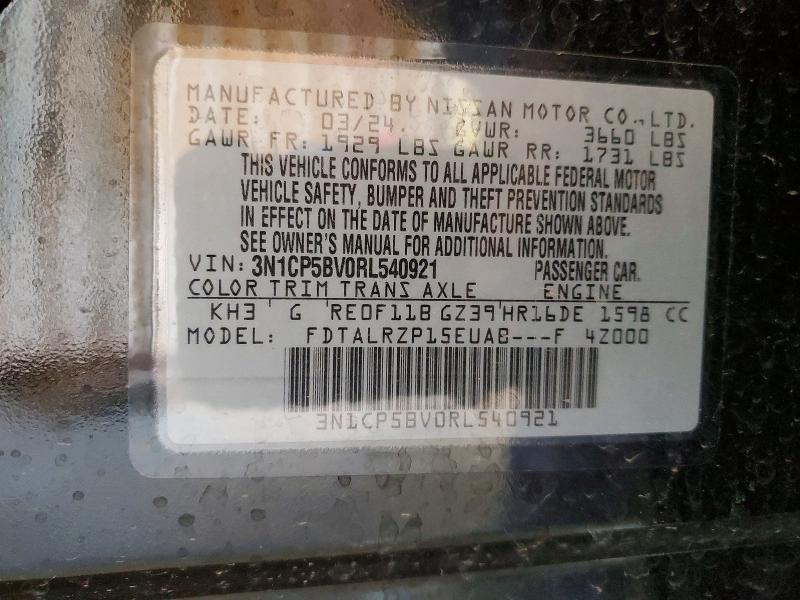 MANUFACTURED BY NISSAN MOTOR CO., LTD.
DATE: 03/24. GVWR: 3660 LBS
GAWR FR: 1929 LBS GAWR RR: 1731 LBS
THIS VEHICLE CONFORMS TO ALL APPLICABLE FEDERAL MOTOR
VEHICLE SAFETY, BUMPER AND THEFT PREVENTION STANDARDS
IN EFFECT ON THE DATE OF MANUFACTURE SHOWN ABOVE.
SEE OWNER'S MANUAL FOR ADDITIONAL INFORMATION.
VIN: 3N1CP5BV0RL540921 PASSENGER CAR.
COLOR TRIM TRANS AXLE ENGINE
KH3 G RE0F11B GZ39 HR16DE 1598 CC
MODEL: FDTALRZP15EUAB---F 4Z000
3N1CP5BV0RL540921